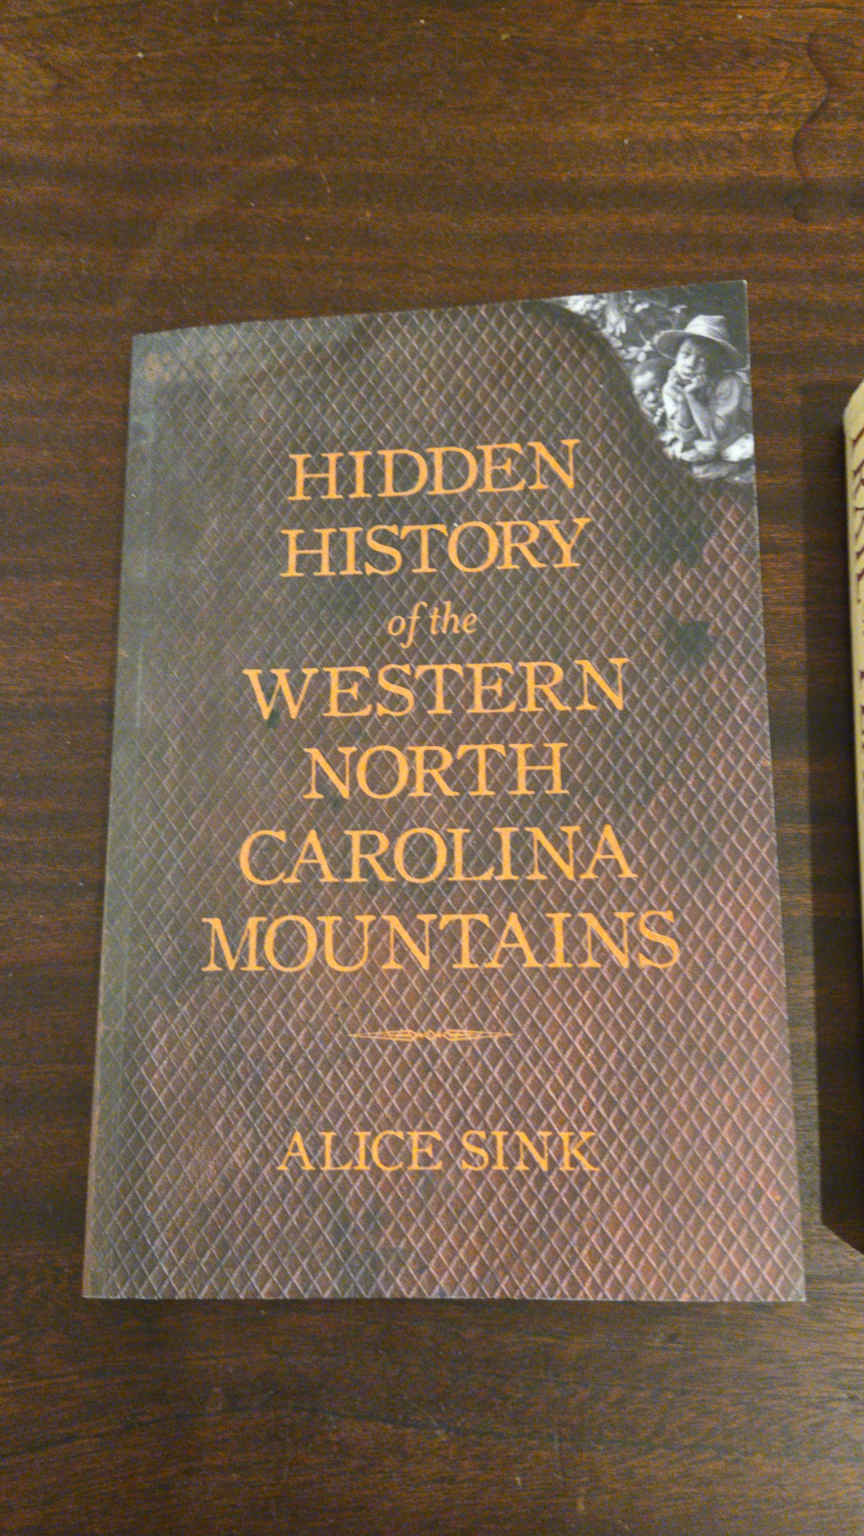 HIDDEN
HISTORY
of the
WESTERN
NORTH
CAROLINA
MOUNTAINS
ALICE SINK